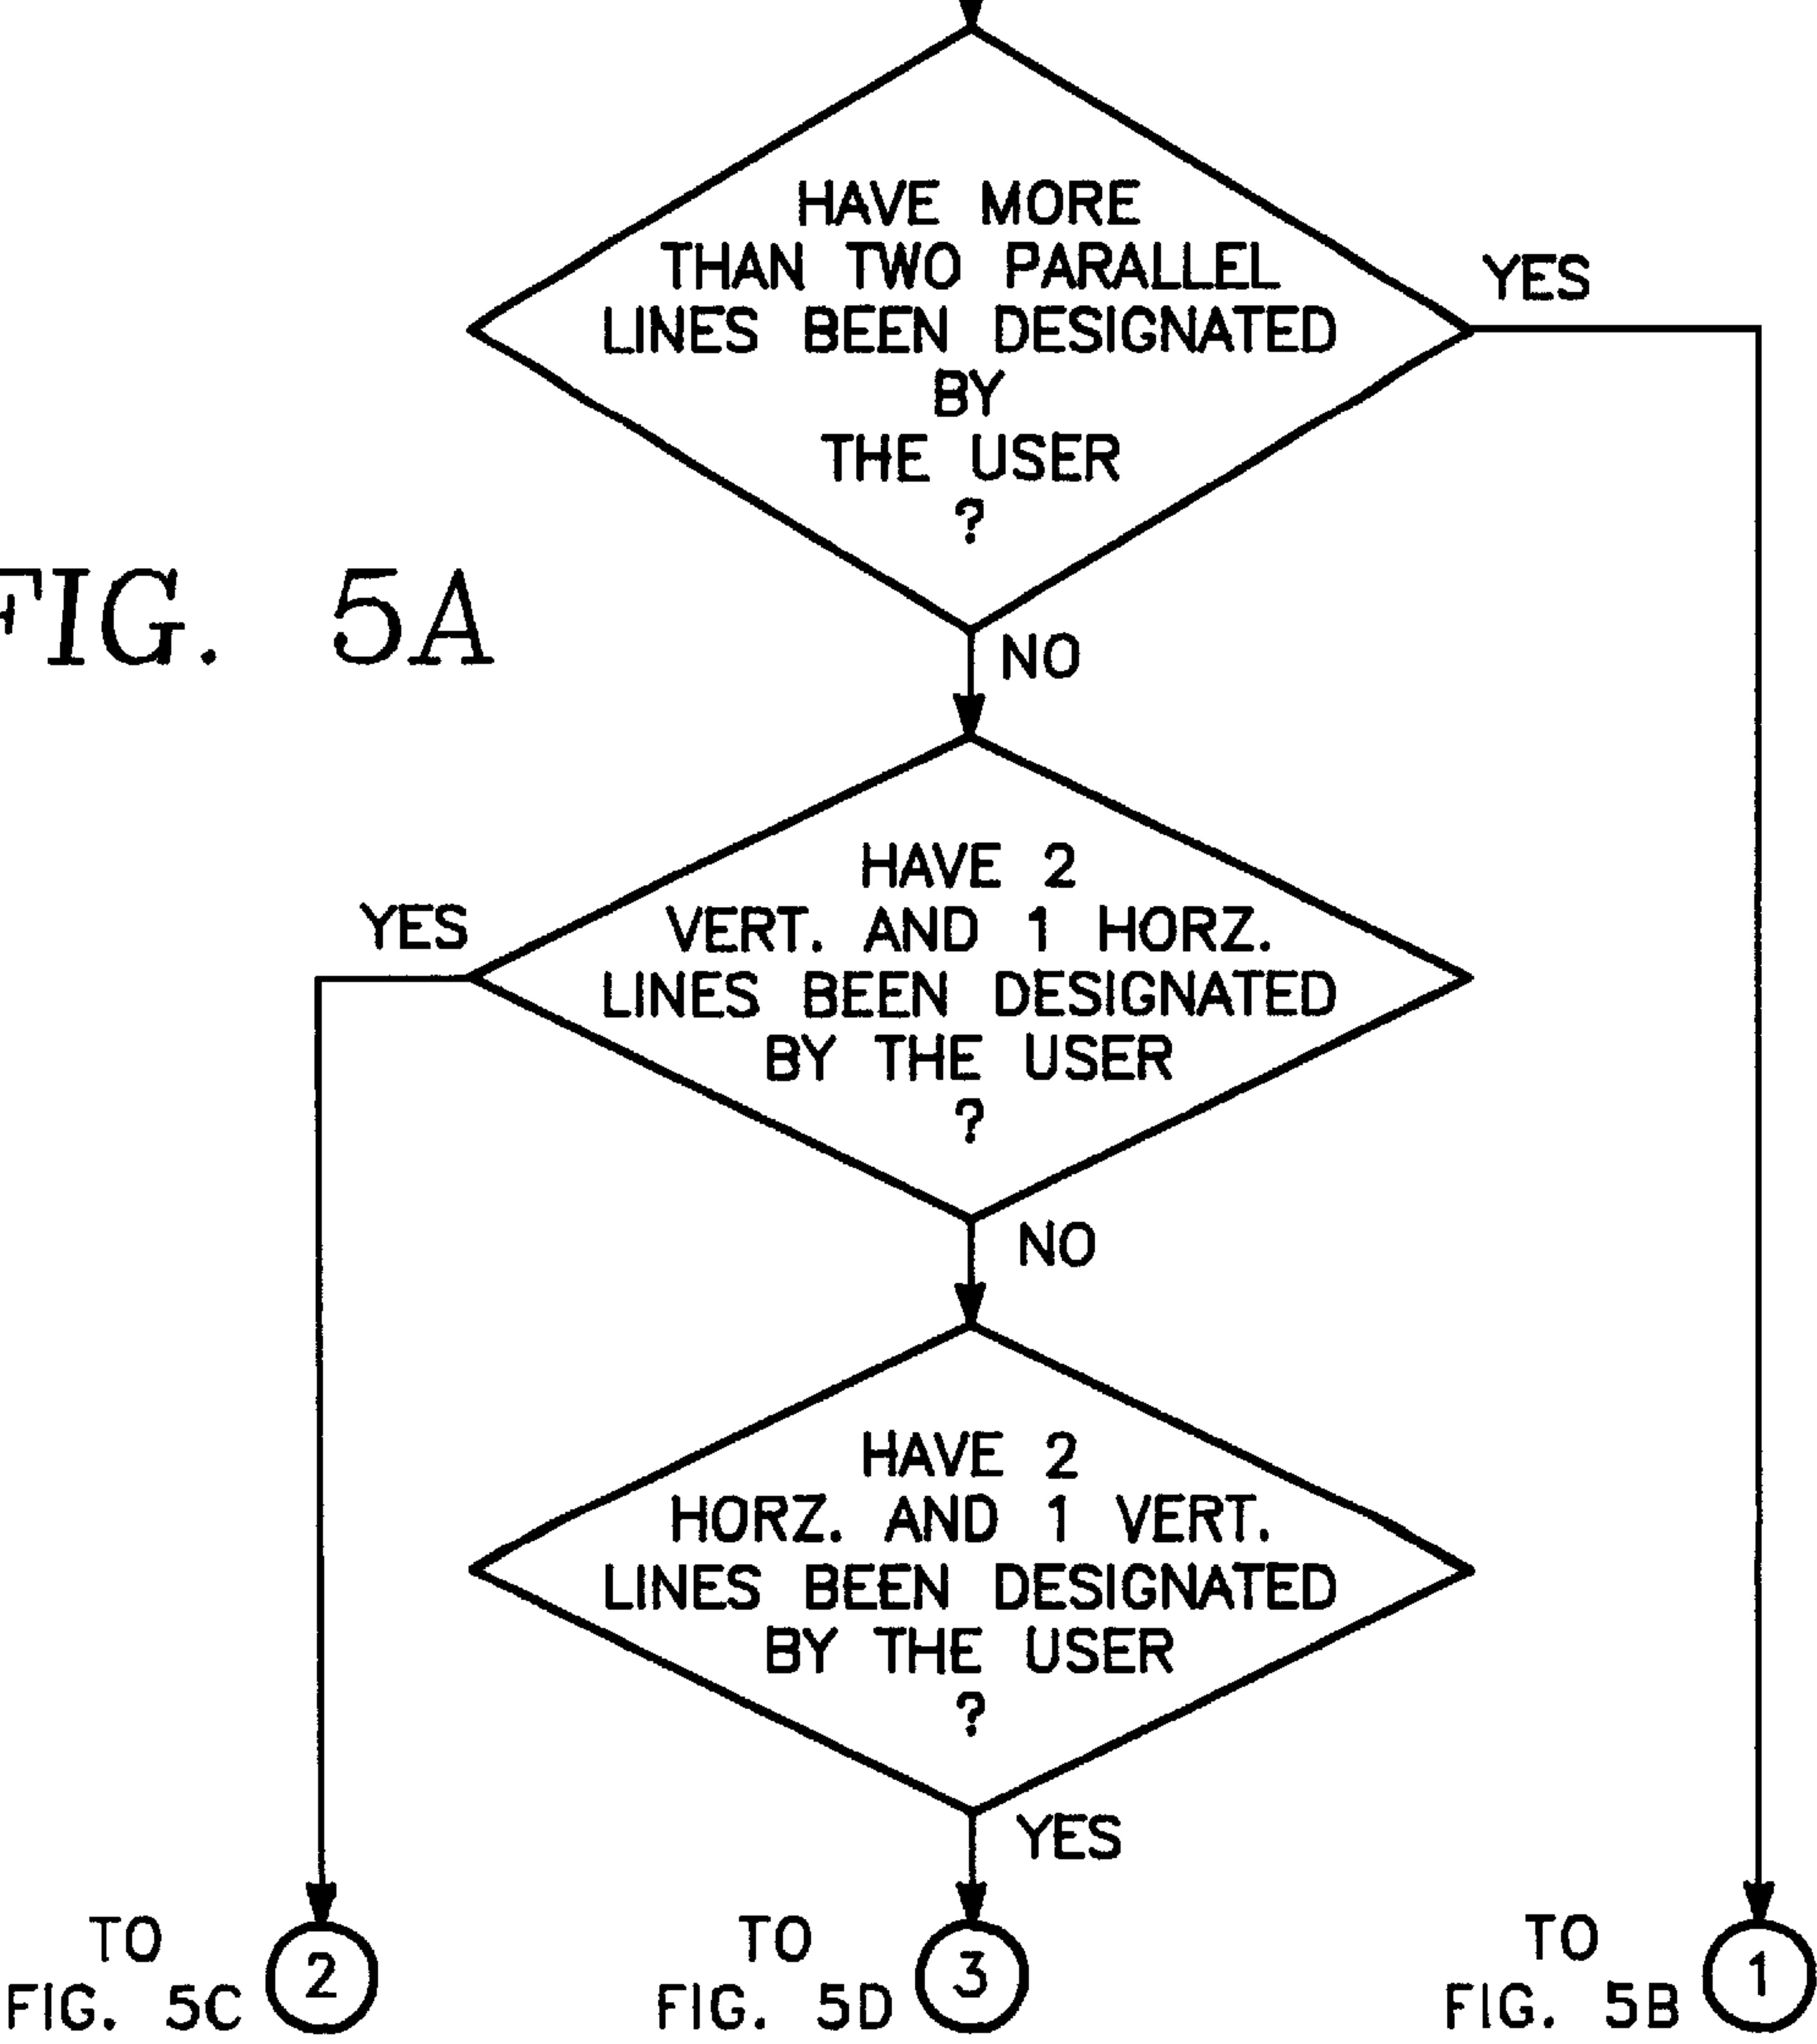 HAVE MORE
THAN TWO PARALLEL
LINES BEEN DESIGNATED
BY
THE USER
?
YES
FIG. 5A
NO
HAVE 2
VERT. AND 1 HORZ.
LINES BEEN DESIGNATED
BY THE USER
?
YES
NO
HAVE 2
HORZ. AND 1 VERT.
LINES BEEN DESIGNATED
BY THE USER
?
YES
TO
FIG. 5C
2
TO
FIG. 5D
3
TO
FIG. 5B
1